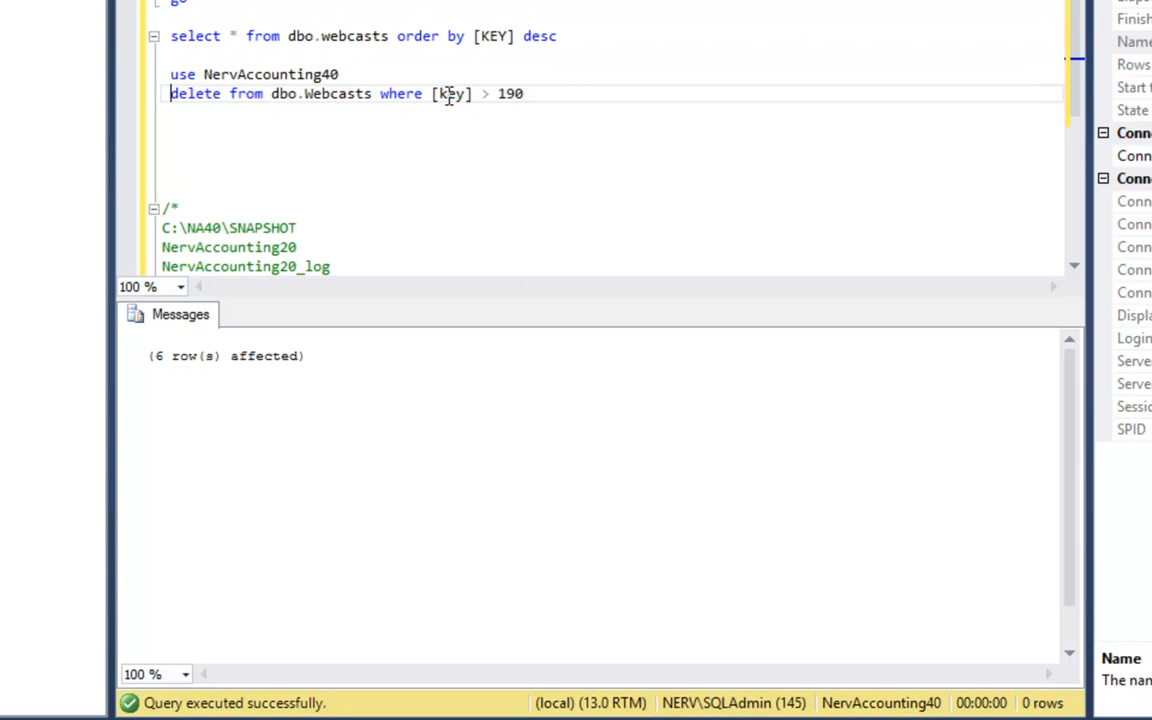 go
select * from dbo.webcasts order by [KEY] desc
use NervAccounting40
delete from dbo.Webcasts where [key] > 190
/*
C:\NA40\SNAPSHOT
NervAccounting20
NervAccounting20_log
100 %
Messages
(6 row(s) affected)
100 %
Query executed successfully.
(local) (13.0 RTM)
NERV\SQLAdmin (145)
NervAccounting40
00:00:00
0 rows
Finish
Name
Rows
Start t
State
Conn
Conn
Conn
Conn
Conn
Conn
Conn
Conn
Displa
Login
Serve
Serve
Sessio
SPID
Name
The nan